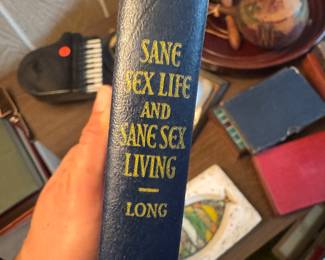 SANE
SEX LIFE
AND
SANE SEX
LIVING
LONG